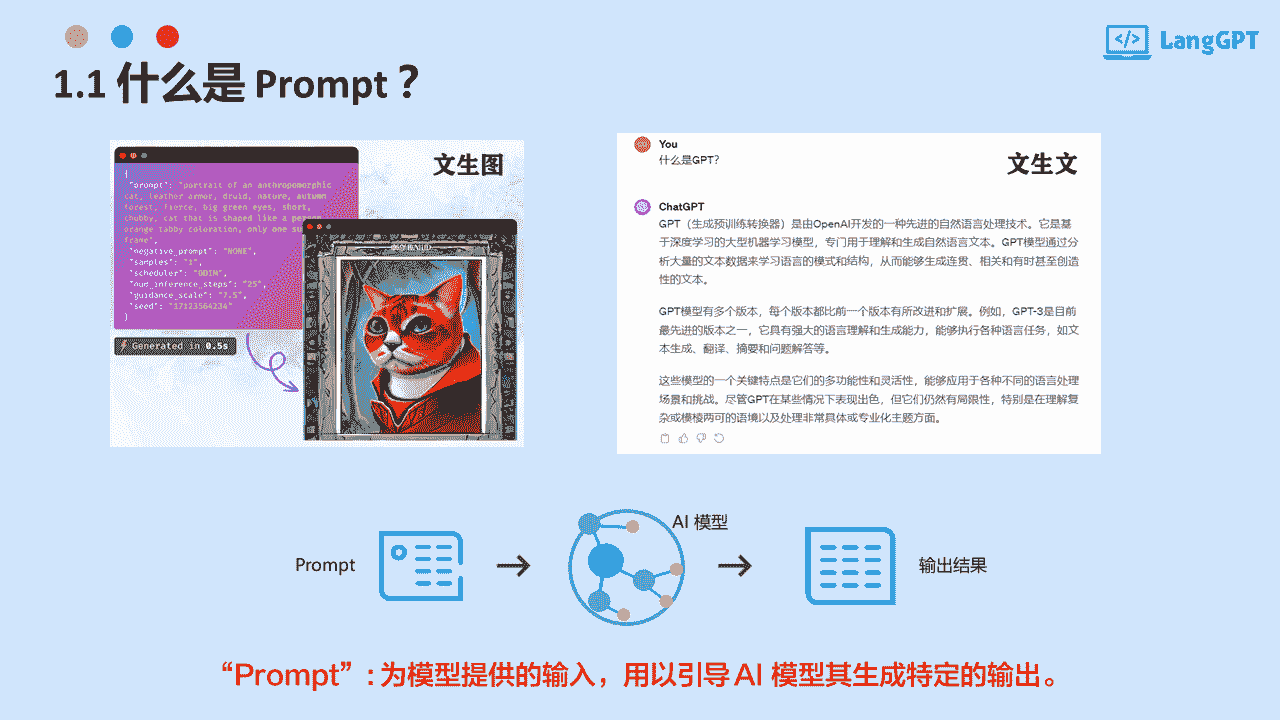 LangGPT
1.1 什么是 Prompt？
文生图
"prompt": "portrait of an anthropomorphic
cat, leather armor, druid, nature, autumn
forest, fierce, big green eyes, short,
chubby, cat that is shaped like a person,
orange tabby coloration, only one su
frame",
"negative_prompt": "NONE",
"samples": "1",
"scheduler": "DDIM",
"num_inference_steps": "25",
"guidance_scale": "7.5",
"seed": "17123564234"
}
Generated in 0.5s
You
什么是GPT?
文生文
ChatGPT
GPT（生成预训练转换器）是由OpenAI开发的一种先进的自然语言处理技术。它是基
于深度学习的大型机器学习模型，专门用于理解和生成自然语言文本。GPT模型通过分
析大量的文本数据来学习语言的模式和结构，从而能够生成连贯、相关和有时甚至创造
性的文本。
GPT模型有多个版本，每个版本都比前一个版本有所改进和扩展。例如，GPT-3是目前
最先进的版本之一，它具有强大的语言理解和生成能力，能够执行各种语言任务，如文
本生成、翻译、摘要和问题解答等。
这些模型的一个关键特点是它们的多功能性和灵活性，能够应用于各种不同的语言处理
场景和挑战。尽管GPT在某些情况下表现出色，但它们仍然有局限性，特别是在理解复
杂或模棱两可的语境以及处理非常具体或专业化主题方面。
Prompt
AI 模型
输出结果
“Prompt”: 为模型提供的输入，用以引导 AI 模型其生成特定的输出。